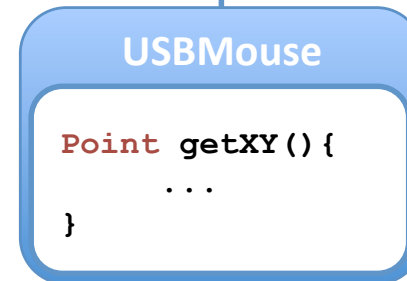 USBMouse
Point getXY(){
...
}